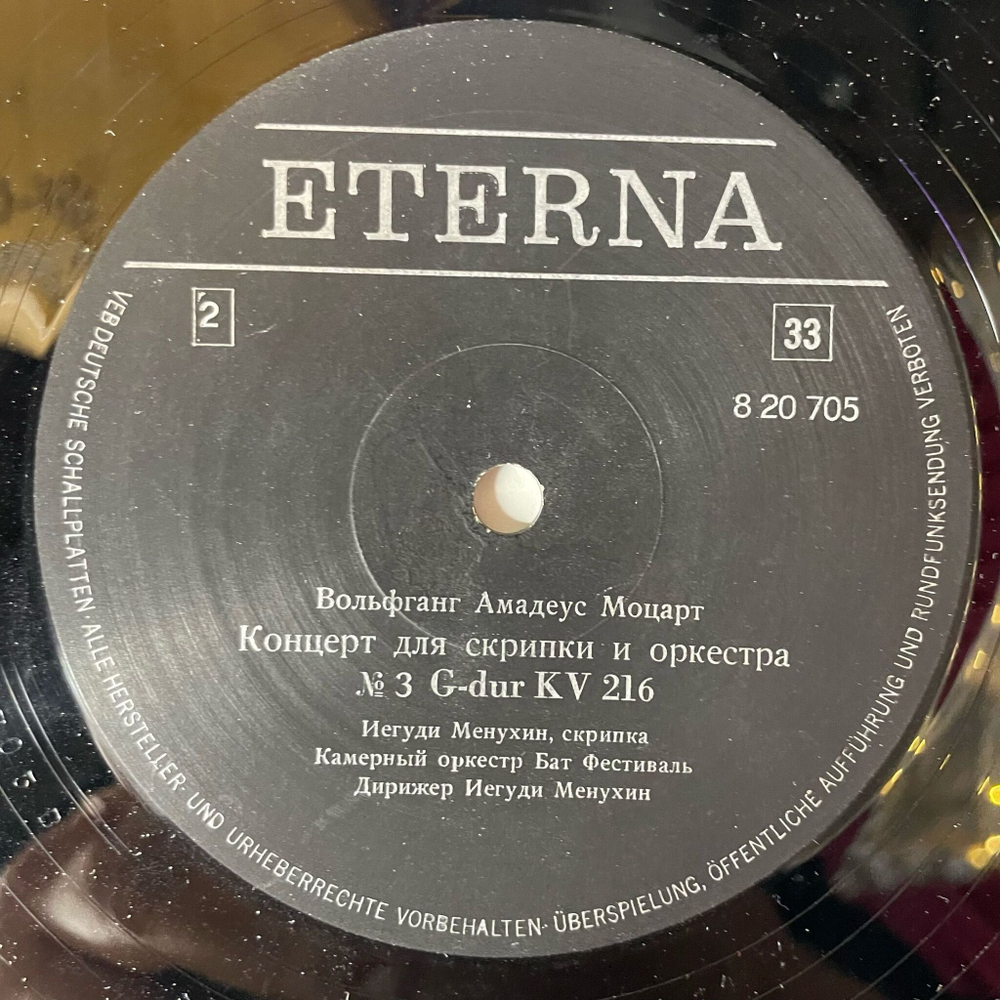 ETERNA
2
33
8 20 705
Вольфганг Амадеус Моцарт
Концерт для скрипки и оркестра
№ 3 G-dur KV 216
Иегуди Менухин, скрипка
Камерный оркестр Бат Фестиваль
Дирижер Иегуди Менухин
VEB DEUTSCHE SCHALLPLATTEN · ALLE HERSTELLER- UND URHEBERRECHTE VORBEHALTEN · ÜBERSPIELUNG, ÖFFENTLICHE AUFFÜHRUNG UND RUNDFUNKSENDUNG VERBOTEN